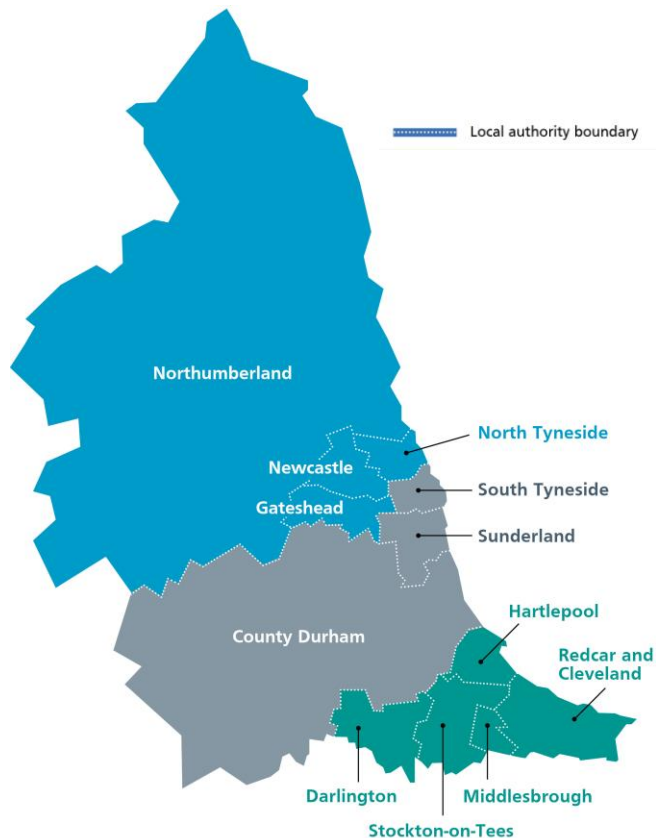 Local authority boundary
Northumberland
North Tyneside
Newcastle
South Tyneside
Gateshead
Sunderland
Hartlepool
County Durham
Redcar and
Cleveland
Darlington
Middlesbrough
Stockton-on-Tees